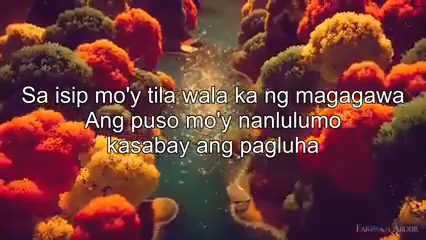 Sa isip mo'y tila wala ka ng magagawa
Ang puso mo'y nanlulumo
kasabay ang pagluha